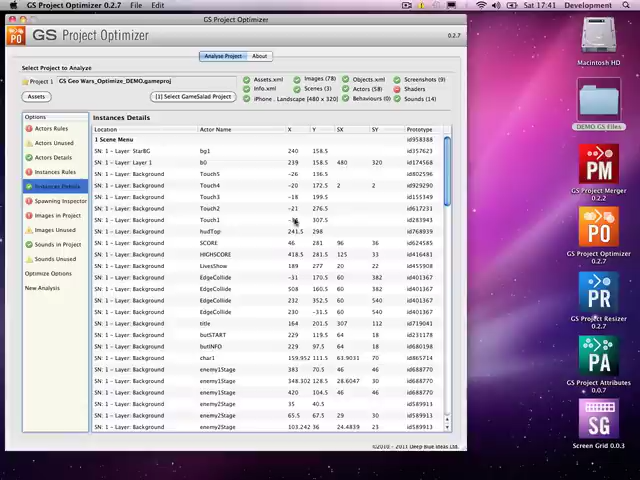 GS Project Optimizer 0.2.7 File Edit Sat 17:41 Development
GS Project Optimizer
PO GS Project Optimizer 0.2.7
Analyse Project About
Select Project to Analyze
Project 1 GS Geo Wars_Optimize_DEMO.gameproj
Assets [1] Select GameSalad Project
Assets.xml Images (78) Objects.xml Screenshots (9)
Info.xml Scenes (3) Actors (58) Shaders
iPhone : Landscape [480 x 320] Behaviours (0) Sounds (14)
Options
Actors Rules
Actors Unused
Actors Details
Instances Rules
Instances Details
Spawning Inspector
Images in Project
Images Unused
Sounds in Project
Sounds Unused
Optimize Options
New Analysis
Instances Details
Location Actor Name X Y SX SY Prototype
1 Scene Menu id958388
SN: 1 - Layer: StarBG bg1 240 158.5 id357623
SN: 1 - Layer: Layer 1 b0 239 158.5 480 320 id174568
SN: 1 - Layer: Background Touch5 -26 136.5 id802596
SN: 1 - Layer: Background Touch4 -20 172.5 2 2 id929290
SN: 1 - Layer: Background Touch3 -18 199.5 id155349
SN: 1 - Layer: Background Touch2 -21 276.5 id617231
SN: 1 - Layer: Background Touch1 307.5 id283943
SN: 1 - Layer: Background hudTop 241.5 298 id768939
SN: 1 - Layer: Background SCORE 46 281 96 36 id624585
SN: 1 - Layer: Background HIGHSCORE 418.5 281.5 125 33 id416481
SN: 1 - Layer: Background LivesShow 189 277 20 22 id455908
SN: 1 - Layer: Background EdgeCollide -31 170.5 60 382 id401367
SN: 1 - Layer: Background EdgeCollide 508 160.5 60 382 id401367
SN: 1 - Layer: Background EdgeCollide 232 352.5 60 540 id401367
SN: 1 - Layer: Background EdgeCollide 230 -31.5 60 540 id401367
SN: 1 - Layer: Background title 164 201.5 307 112 id719041
SN: 1 - Layer: Background butSTART 229 119.5 64 18 id231178
SN: 1 - Layer: Background butINFO 229 97.5 64 18 id680198
SN: 1 - Layer: Background char1 159.952 111.5 63.9031 70 id865714
SN: 1 - Layer: Background enemy1Stage 383 70.5 46 46 id688770
SN: 1 - Layer: Background enemy1Stage 348.302 128.5 28.6047 30 id688770
SN: 1 - Layer: Background enemy1Stage 420 104.5 46 46 id688770
SN: 1 - Layer: Background enemy2Stage 35 40.5 id589913
SN: 1 - Layer: Background enemy2Stage 65.5 67.5 29 30 id589913
SN: 1 - Layer: Background enemy2Stage 103.242 36 24.4839 23 id589913
©2010 - 2011 Deep Blue Ideas Ltd.
Macintosh HD
DEMO GS Files
PM
GS Project Merger
0.2.2
PO
GS Project Optimizer
0.2.7
PR
GS Project Resizer
0.2.7
PA
GS Project Attributes
0.0.7
SG
Screen Grid 0.0.3